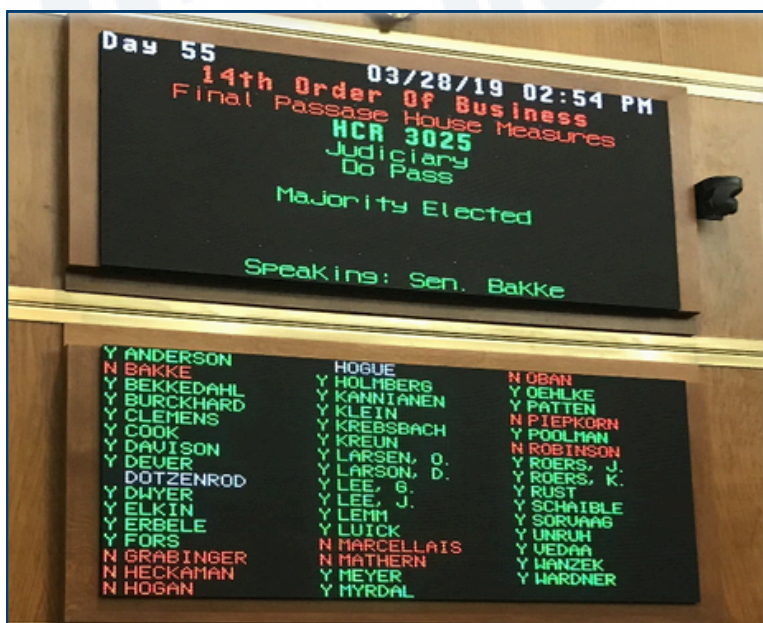 Day 55 03/28/19 02:54 PM
14th Order Of Business
Final Passage House Measures
HCR 3025
Judiciary
Do Pass
Majority Elected
Speaking: Sen. Bakke
Y ANDERSON
N BAKKE
Y BEKKEDAHL
Y BURCKHARD
Y CLEMENS
Y COOK
Y DAVISON
Y DEVER
DOTZENROD
Y DWYER
Y ELKIN
Y ERBELE
Y FORS
N GRABINGER
N HECKAMAN
N HOGAN
HOGUE
Y HOLMBERG
Y KANNIANEN
Y KLEIN
Y KREBSBACH
Y KREUN
Y LARSEN, O.
Y LARSON, D.
Y LEE, G.
Y LEE, J.
Y LEMM
Y LUICK
N MARCELLAIS
N MATHERN
Y MEYER
Y MYRDAL
N OBAN
Y OEHLKE
Y PATTEN
N PIEPKORN
Y POOLMAN
N ROBINSON
Y ROERS, J.
Y ROERS, K.
Y RUST
Y SCHAIBLE
Y SORVAAG
Y UNRUH
Y VEDAA
Y WANZEK
Y WARDNER